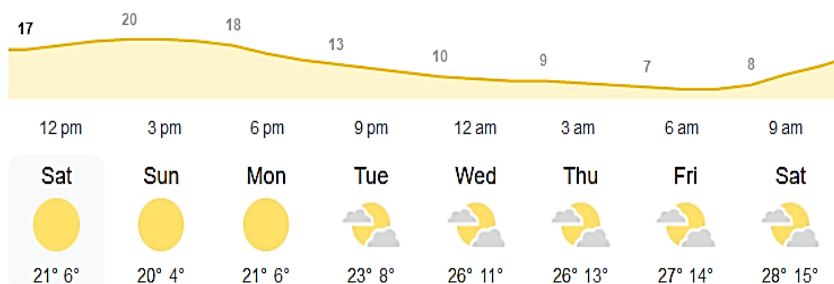 17 20 18 13 10 9 7 8
12 pm 3 pm 6 pm 9 pm 12 am 3 am 6 am 9 am
Sat Sun Mon Tue Wed Thu Fri Sat
21° 6° 20° 4° 21° 6° 23° 8° 26° 11° 26° 13° 27° 14° 28° 15°